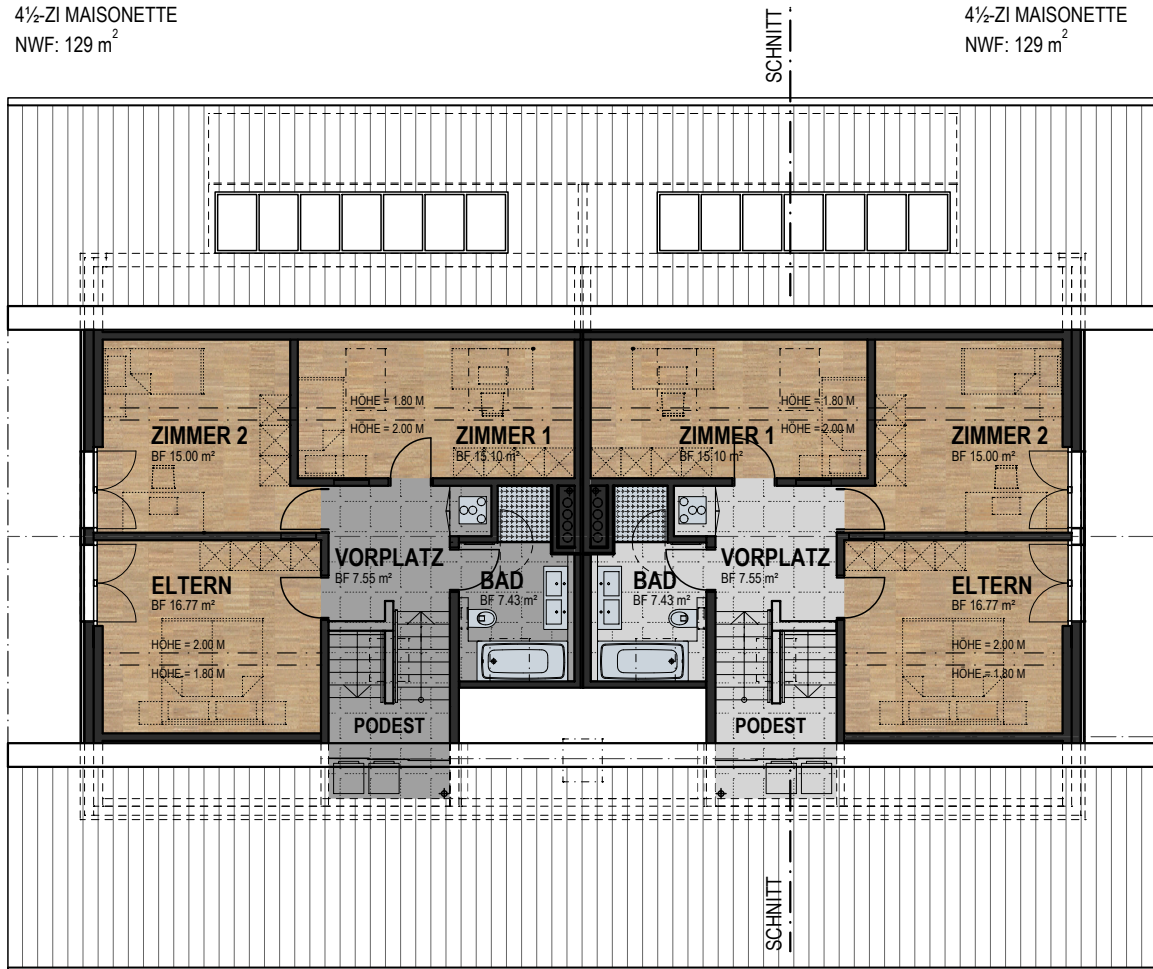 4½-ZI MAISONETTE
NWF: 129 m²
SCHNITT
4½-ZI MAISONETTE
NWF: 129 m²
HÖHE = 1.80 M
HÖHE = 1.80 M
ZIMMER 2
BF 15.00 m²
HÖHE = 2.00 M
ZIMMER 1
BF 15.10 m²
ZIMMER 1
BF 15.10 m²
HÖHE = 2.00 M
ZIMMER 2
BF 15.00 m²
VORPLATZ
BF 7.55 m²
VORPLATZ
BF 7.55 m²
ELTERN
BF 16.77 m²
BAD
BF 7.43 m²
BAD
BF 7.43 m²
ELTERN
BF 16.77 m²
HÖHE = 2.00 M
HÖHE = 2.00 M
HÖHE = 1.80 M
HÖHE = 1.80 M
PODEST
PODEST
SCHNITT